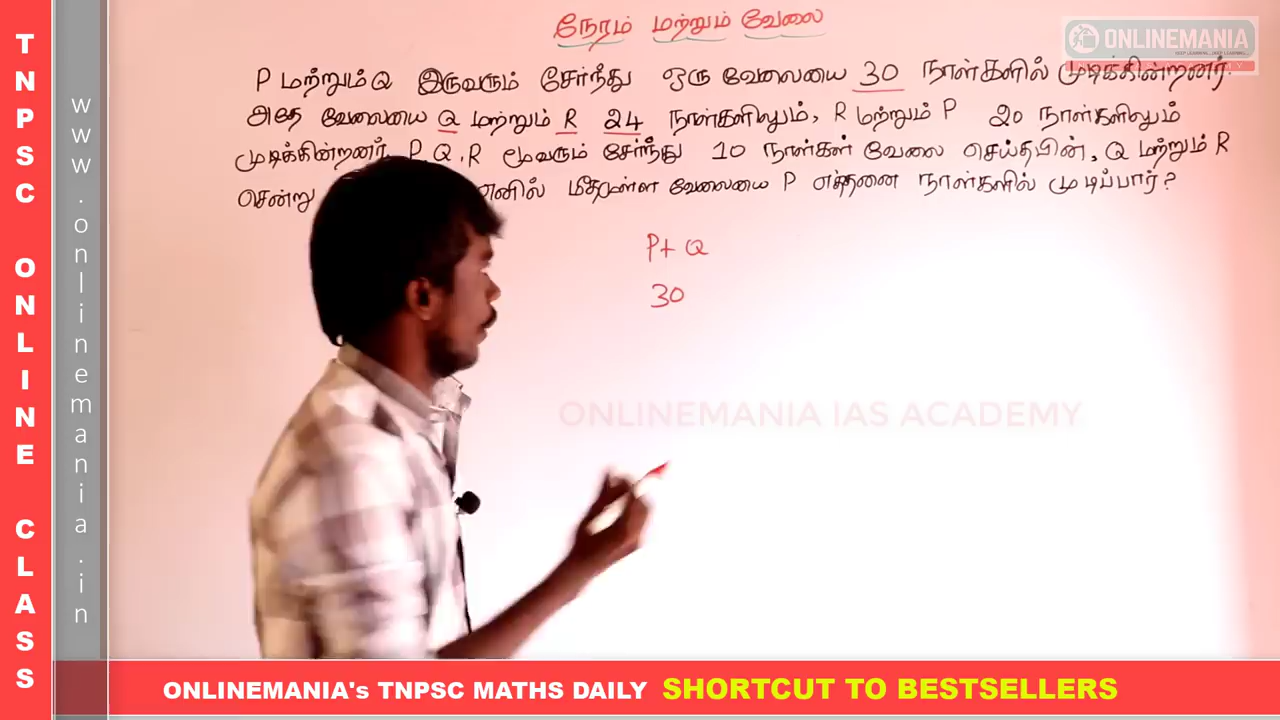 TNPSC ONLINE CLASS
www.onlinemania.in
ONLINEMANIA
நேரம் மற்றும் வேலை
P மற்றும் Q இருவரும் சேர்ந்து ஒரு வேலையை 30 நாள்களில் முடிக்கின்றனர்.
அதே வேலையை Q மற்றும் R 24 நாள்களிலும், R மற்றும் P 20 நாள்களிலும்
முடிக்கின்றனர். P, Q, R மூவரும் சேர்ந்து 10 நாள்கள் வேலை செய்தபின், Q மற்றும் R
சென்று எனில் மீதமுள்ள வேலையை P எத்தனை நாள்களில் முடிப்பார்?
P+ Q
30
ONLINEMANIA IAS ACADEMY
ONLINEMANIA's TNPSC MATHS DAILY SHORTCUT TO BESTSELLERS